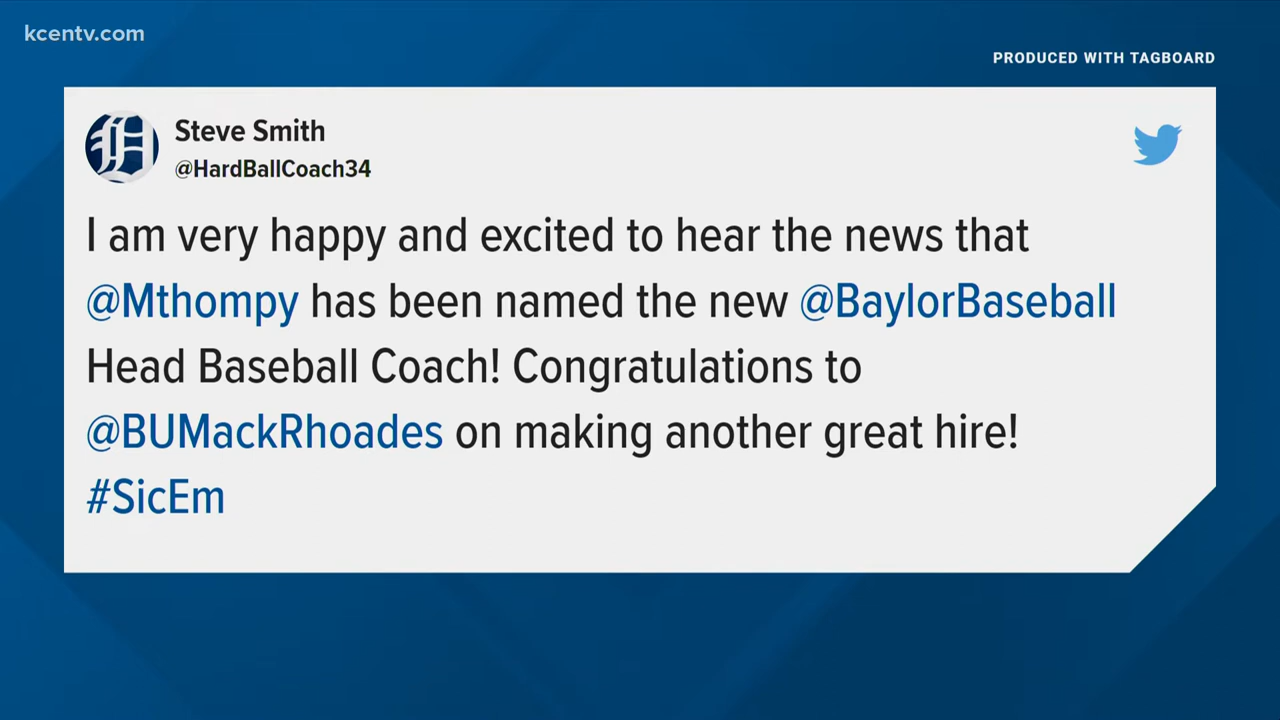 kcentv.com
PRODUCED WITH TAGBOARD
Steve Smith
@HardBallCoach34
I am very happy and excited to hear the news that
@Mthompy has been named the new @BaylorBaseball
Head Baseball Coach! Congratulations to
@BUMackRhoades on making another great hire!
#SicEm